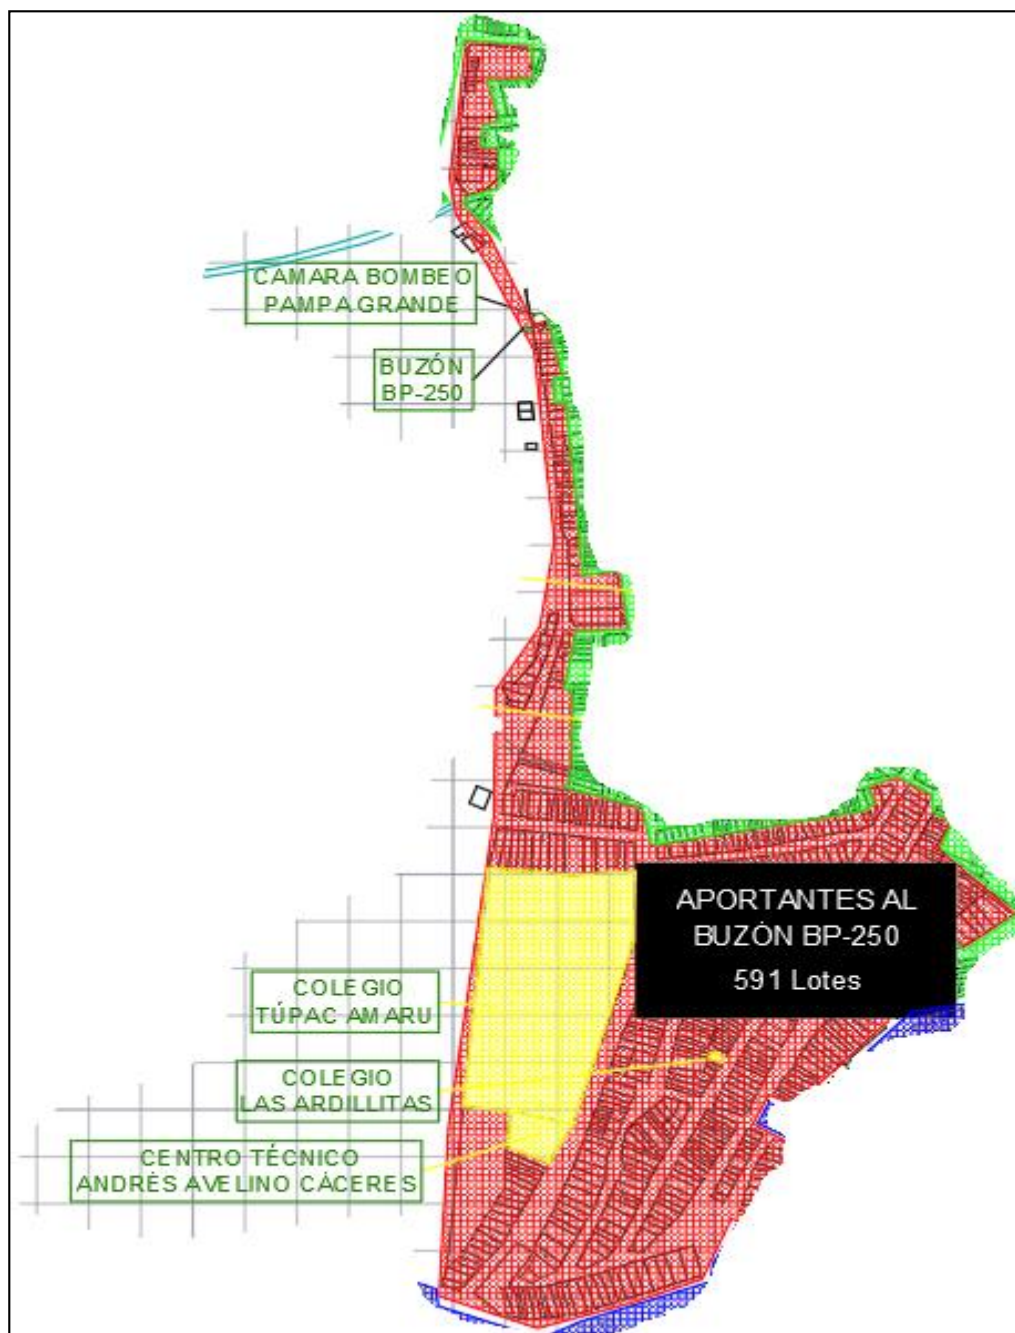 CAMARA BOMBEO
PAMPA GRANDE
BUZÓN
BP-250
APORTANTES AL
BUZÓN BP-250
591 Lotes
COLEGIO
TÚPAC AMARU
COLEGIO
LAS ARDILLITAS
CENTRO TÉCNICO
ANDRÉS AVELINO CÁCERES